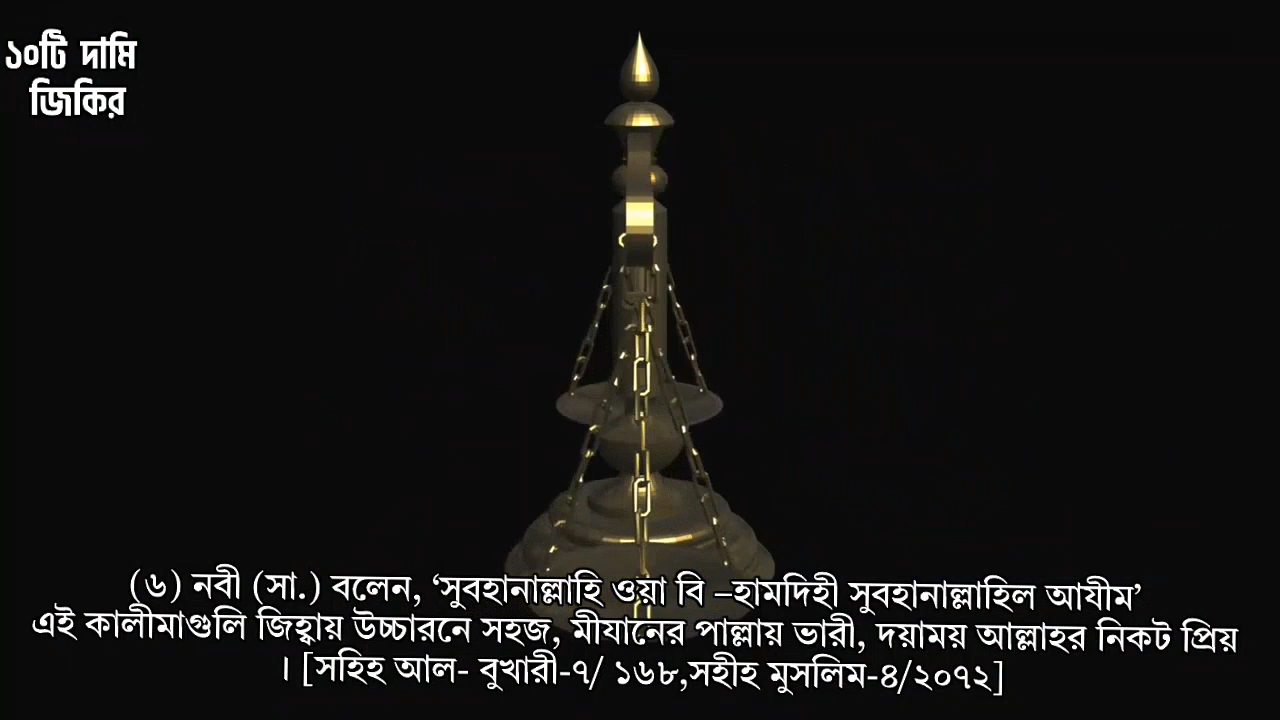 ১০টি দামি
জিকির
(৬) নবী (সা.) বলেন, ‘সুবহানাল্লাহি ওয়া বি –হামদিহী সুবহানাল্লাহিল আযীম’
এই কালীমাগুলি জিহ্বায় উচ্চারনে সহজ, মীযানের পাল্লায় ভারী, দয়াময় আল্লাহর নিকট প্রিয়
। [সহিহ আল- বুখারী-৭/ ১৬৮,সহীহ মুসলিম-৪/২০৭২]